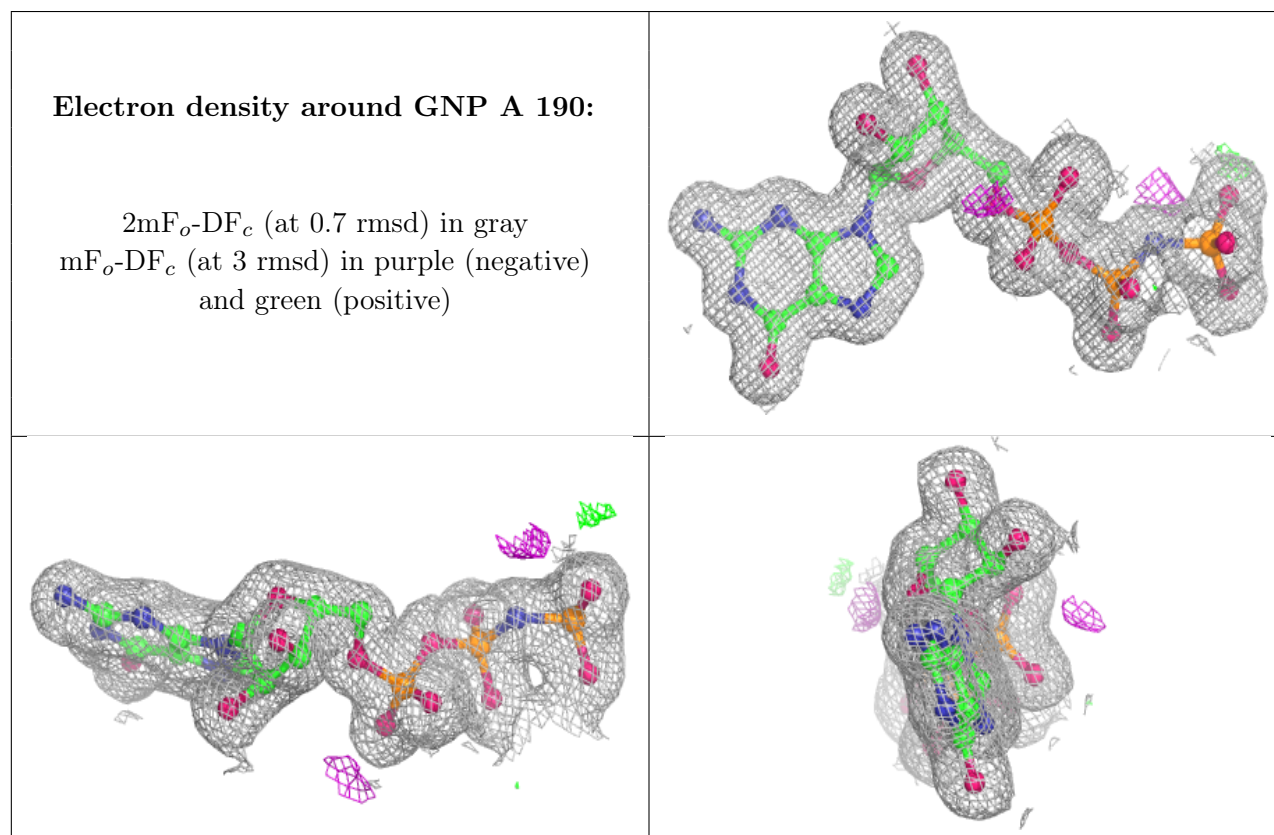 Electron density around GNP A 190:
2mFₒ-DF𝒸 (at 0.7 rmsd) in gray
mFₒ-DF𝒸 (at 3 rmsd) in purple (negative)
and green (positive)